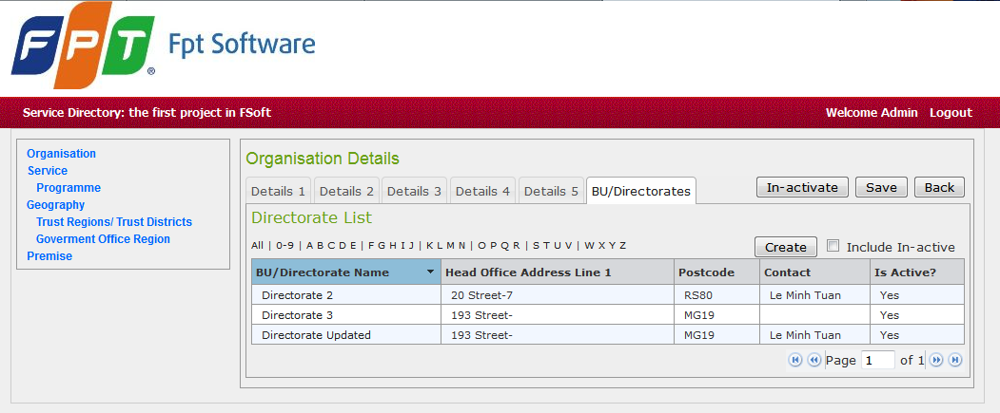 FPT® Fpt Software
Service Directory: the first project in FSoft Welcome Admin Logout
Organisation
Service
Programme
Geography
Trust Regions/ Trust Districts
Goverment Office Region
Premise
Organisation Details
Details 1 Details 2 Details 3 Details 4 Details 5 BU/Directorates In-activate Save Back
Directorate List
All | 0-9 | A B C D E | F G H I J | K L M N | O P Q R | S T U V | W X Y Z
Create Include In-active
BU/Directorate Name Head Office Address Line 1 Postcode Contact Is Active?
Directorate 2 20 Street-7 RS80 Le Minh Tuan Yes
Directorate 3 193 Street- MG19 Yes
Directorate Updated 193 Street- MG19 Le Minh Tuan Yes
Page 1 of 1